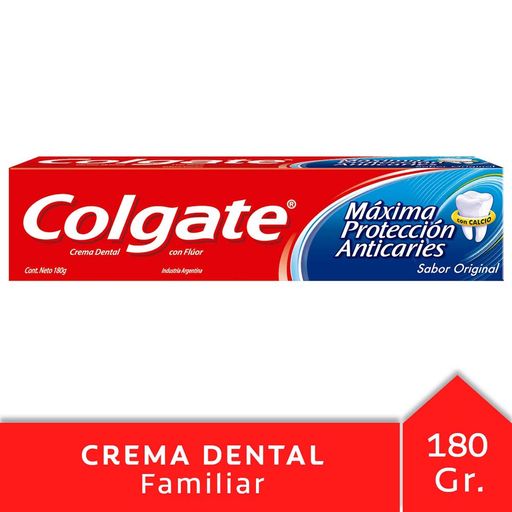 Colgate®
Crema Dental con Flúor
Cont. Neto 180g Industria Argentina
Máxima
Protección
Anticaries
con CALCIO
Sabor Original
CREMA DENTAL
Familiar
180
Gr.